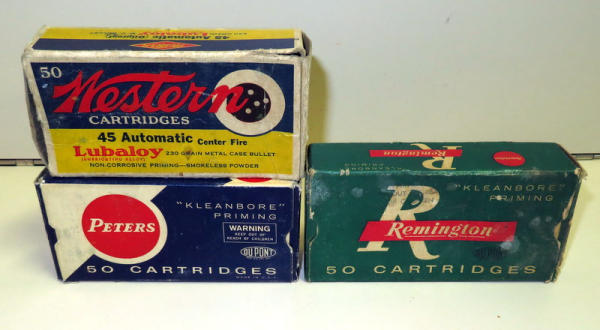 45 Automatic
50
Western
CARTRIDGES
45 Automatic Center Fire
Lubaloy 230 GRAIN METAL CASE BULLET
(LUBRICATING ALLOY)
NON-CORROSIVE PRIMING—SMOKELESS POWDER
PETERS
"KLEANBORE"
PRIMING
WARNING
KEEP OUT OF
REACH OF CHILDREN
DU PONT
50 CARTRIDGES
MADE IN U.S.A.
R
Remington
"KLEANBORE"
PRIMING
R
Remington
DU PONT
50 CARTRIDGES